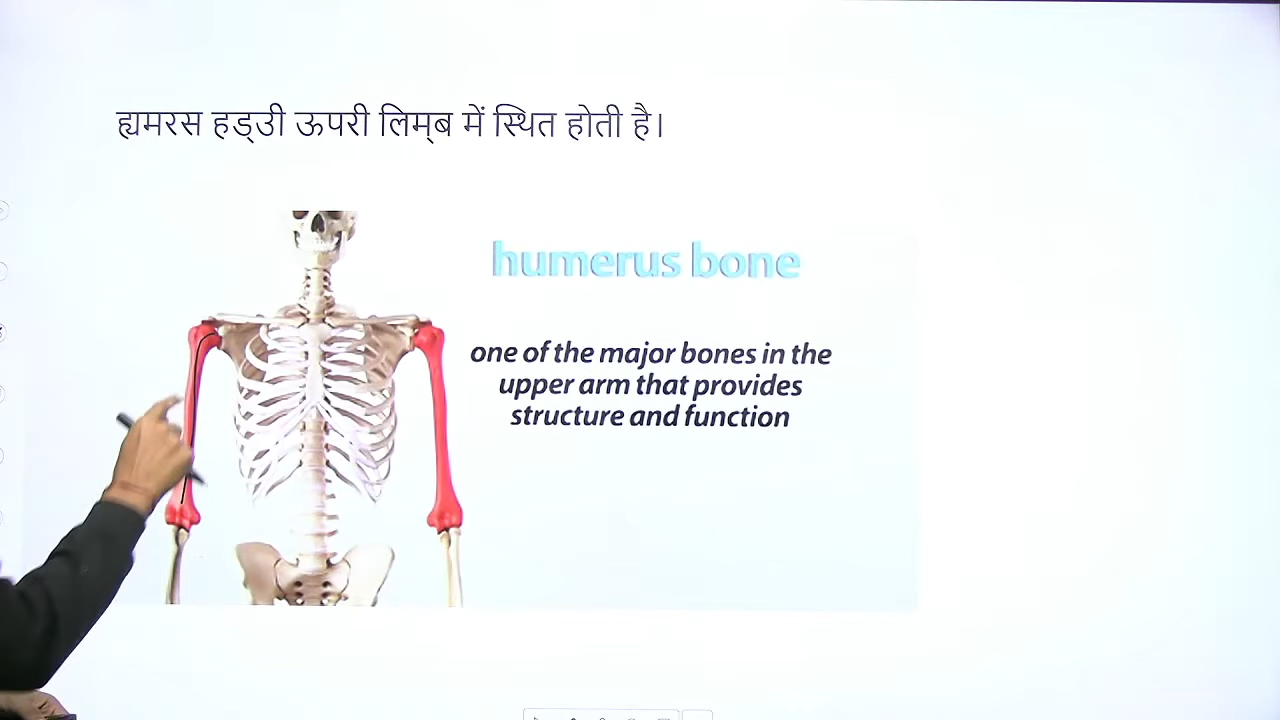 ह्यमरस हड्उी ऊपरी लिम्ब में स्थित होती है।
humerus bone
one of the major bones in the
upper arm that provides
structure and function